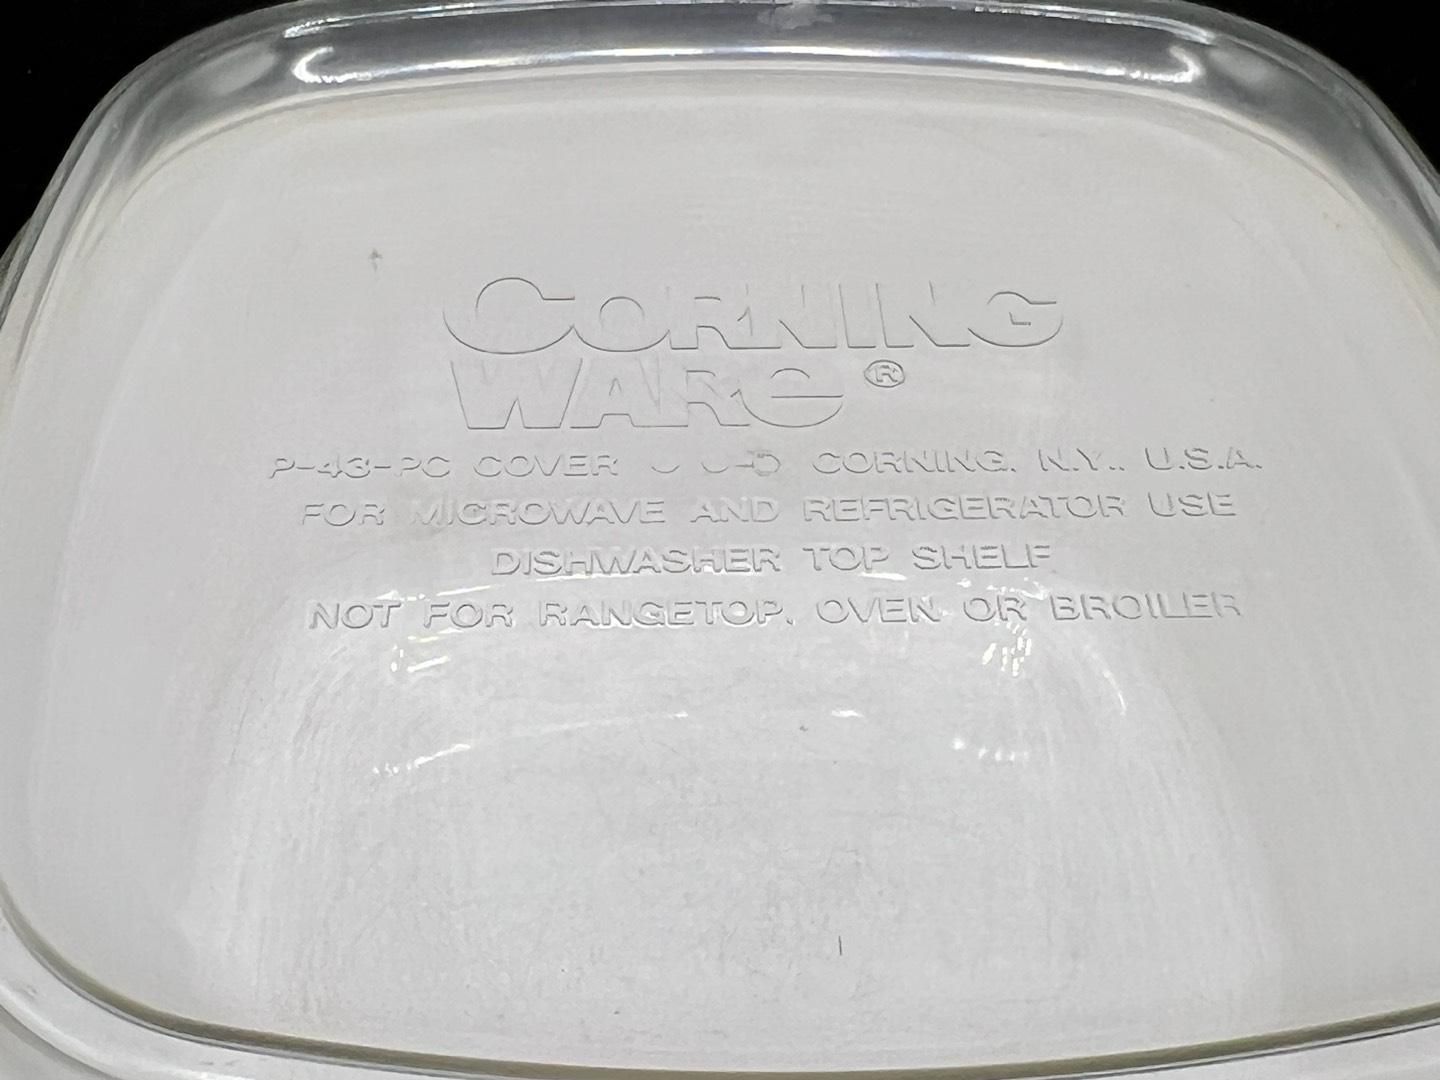 CORNING
WARE ®
P-43-PC COVER CORNING, N.Y., U.S.A.
FOR MICROWAVE AND REFRIGERATOR USE
DISHWASHER TOP SHELF
NOT FOR RANGETOP, OVEN OR BROILER